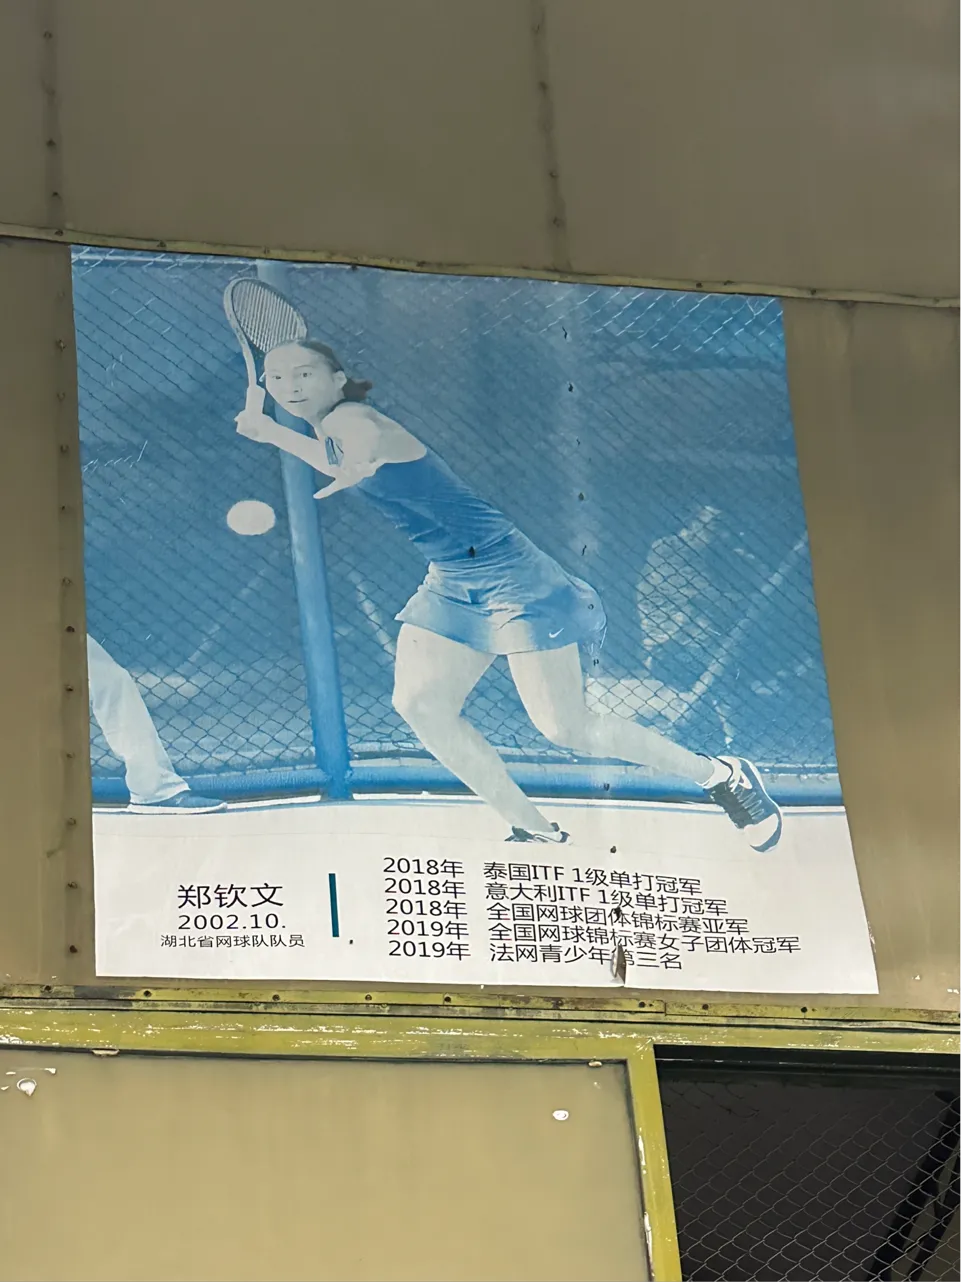 郑钦文
2002.10.
湖北省网球队队员
2018年 泰国ITF 1级单打冠军
2018年 意大利ITF 1级单打冠军
2018年 全国网球团体锦标赛亚军
2019年 全国网球锦标赛女子团体冠军
2019年 法网青少年第三名